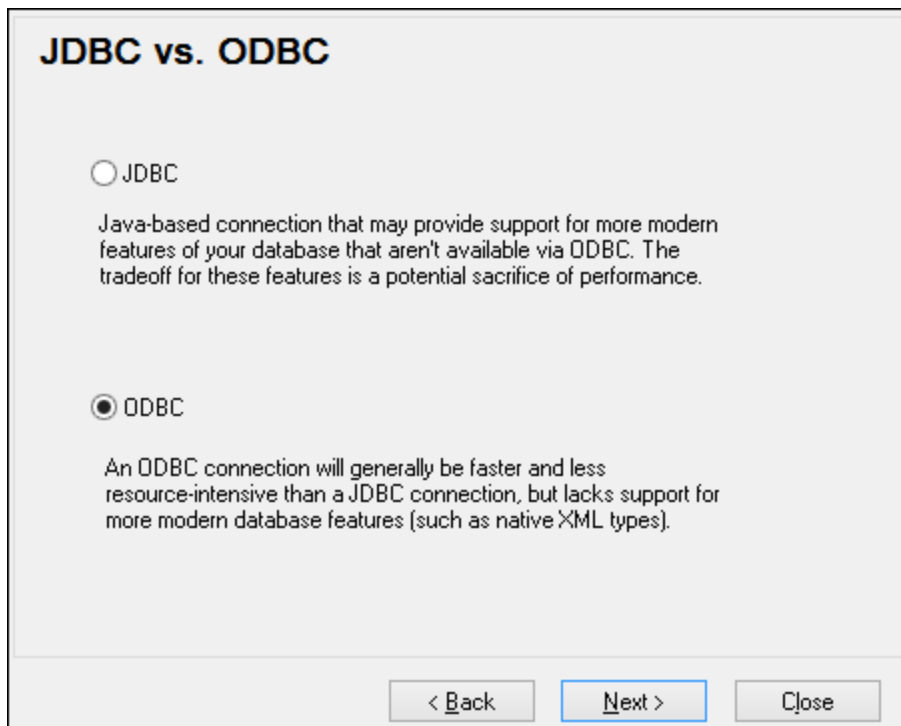 JDBC vs. ODBC
JDBC
Java-based connection that may provide support for more modern
features of your database that aren't available via ODBC. The
tradeoff for these features is a potential sacrifice of performance.
ODBC
An ODBC connection will generally be faster and less
resource-intensive than a JDBC connection, but lacks support for
more modern database features (such as native XML types).
< Back
Next >
Close